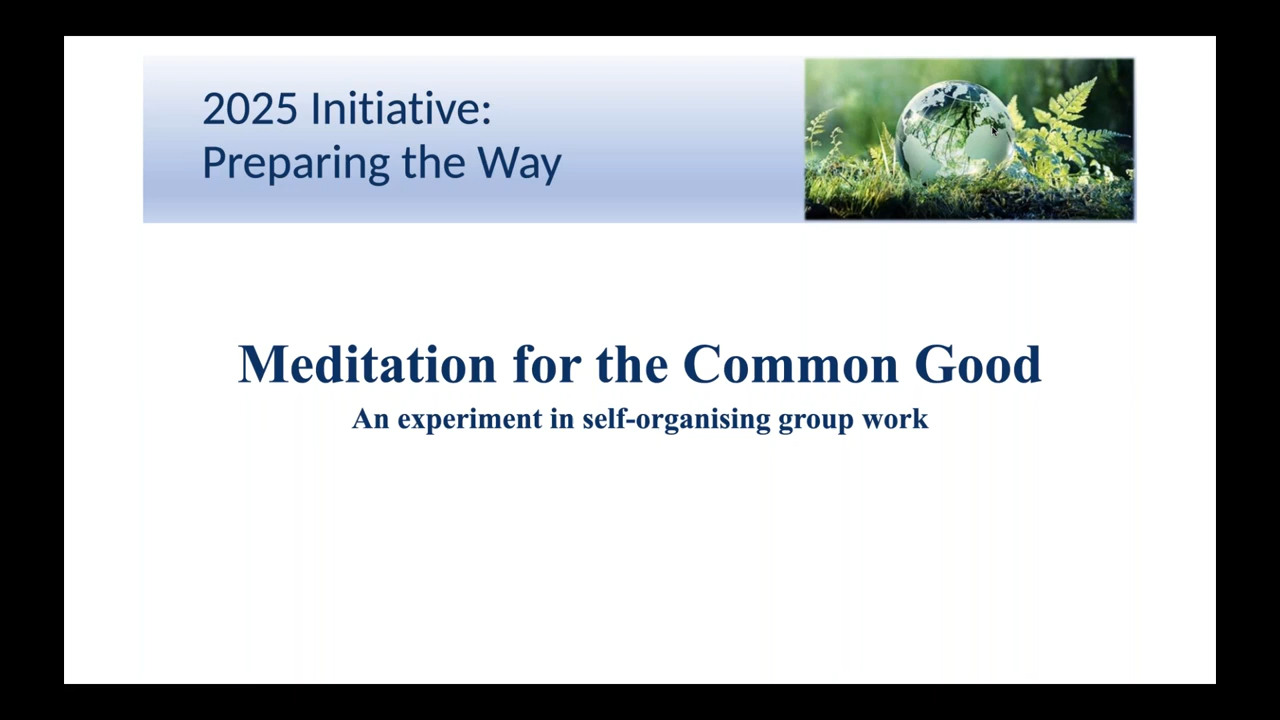 2025 Initiative:
Preparing the Way
Meditation for the Common Good
An experiment in self-organising group work